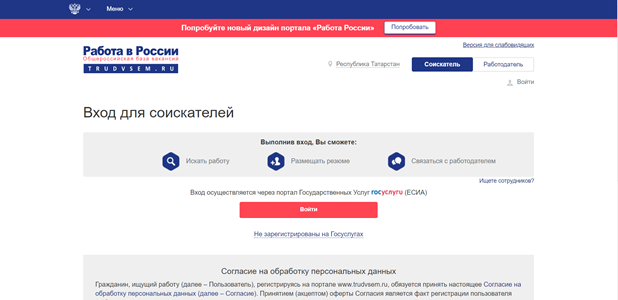 Меню
Попробуйте новый дизайн портала «Работа России» Попробовать
Версия для слабовидящих
Работа в России
Общероссийская база вакансий
TRUDVSEM.RU
Республика Татарстан Соискатель Работодатель
Войти
Вход для соискателей
Выполнив вход, Вы сможете:
Искать работу Размещать резюме Связаться с работодателем
Ищете сотрудников?
Вход осуществляется через портал Государственных Услуг госуслуги (ЕСИА)
Войти
Не зарегистрированы на Госуслугах
Согласие на обработку персональных данных
Гражданин, ищущий работу (далее – Пользователь), регистрируясь на портале www.trudvsem.ru, обязуется принять настоящее Согласие на
обработку персональных данных (далее – Согласие). Принятием (акцептом) оферты Согласия является факт регистрации пользователя